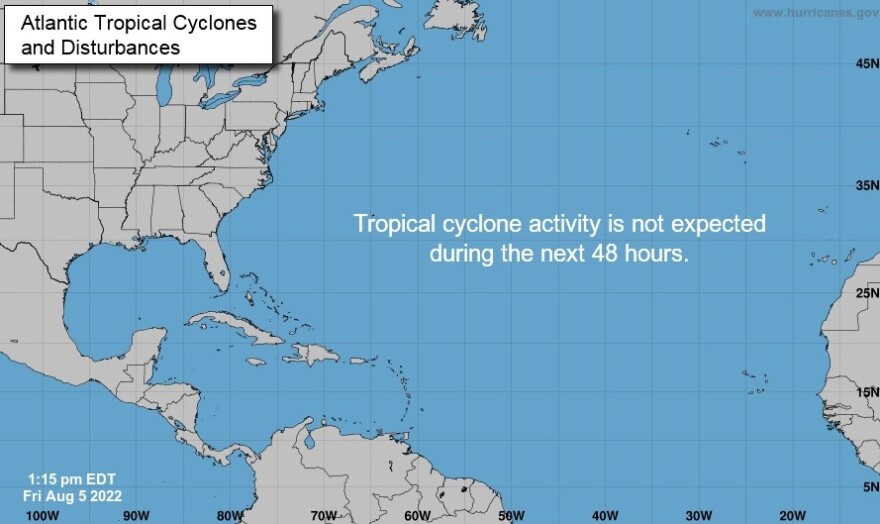 Atlantic Tropical Cyclones
and Disturbances
www.hurricanes.gov
45N
35N
Tropical cyclone activity is not expected
during the next 48 hours.
25N
15N
5N
1:15 pm EDT
Fri Aug 5 2022
100W 90W 80W 70W 60W 50W 40W 30W 20W